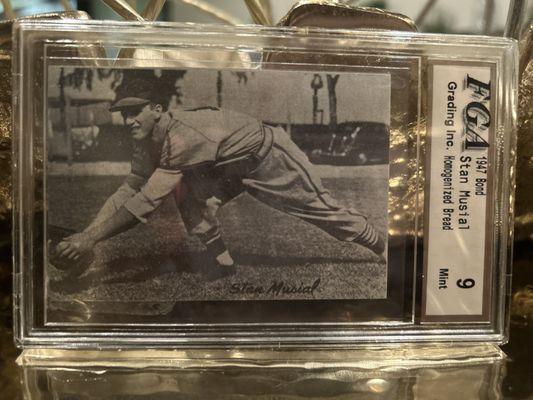 Stan Musial
FGA
Grading Inc.
1947 Bond
Stan Musial
Homogenized Bread
9
Mint